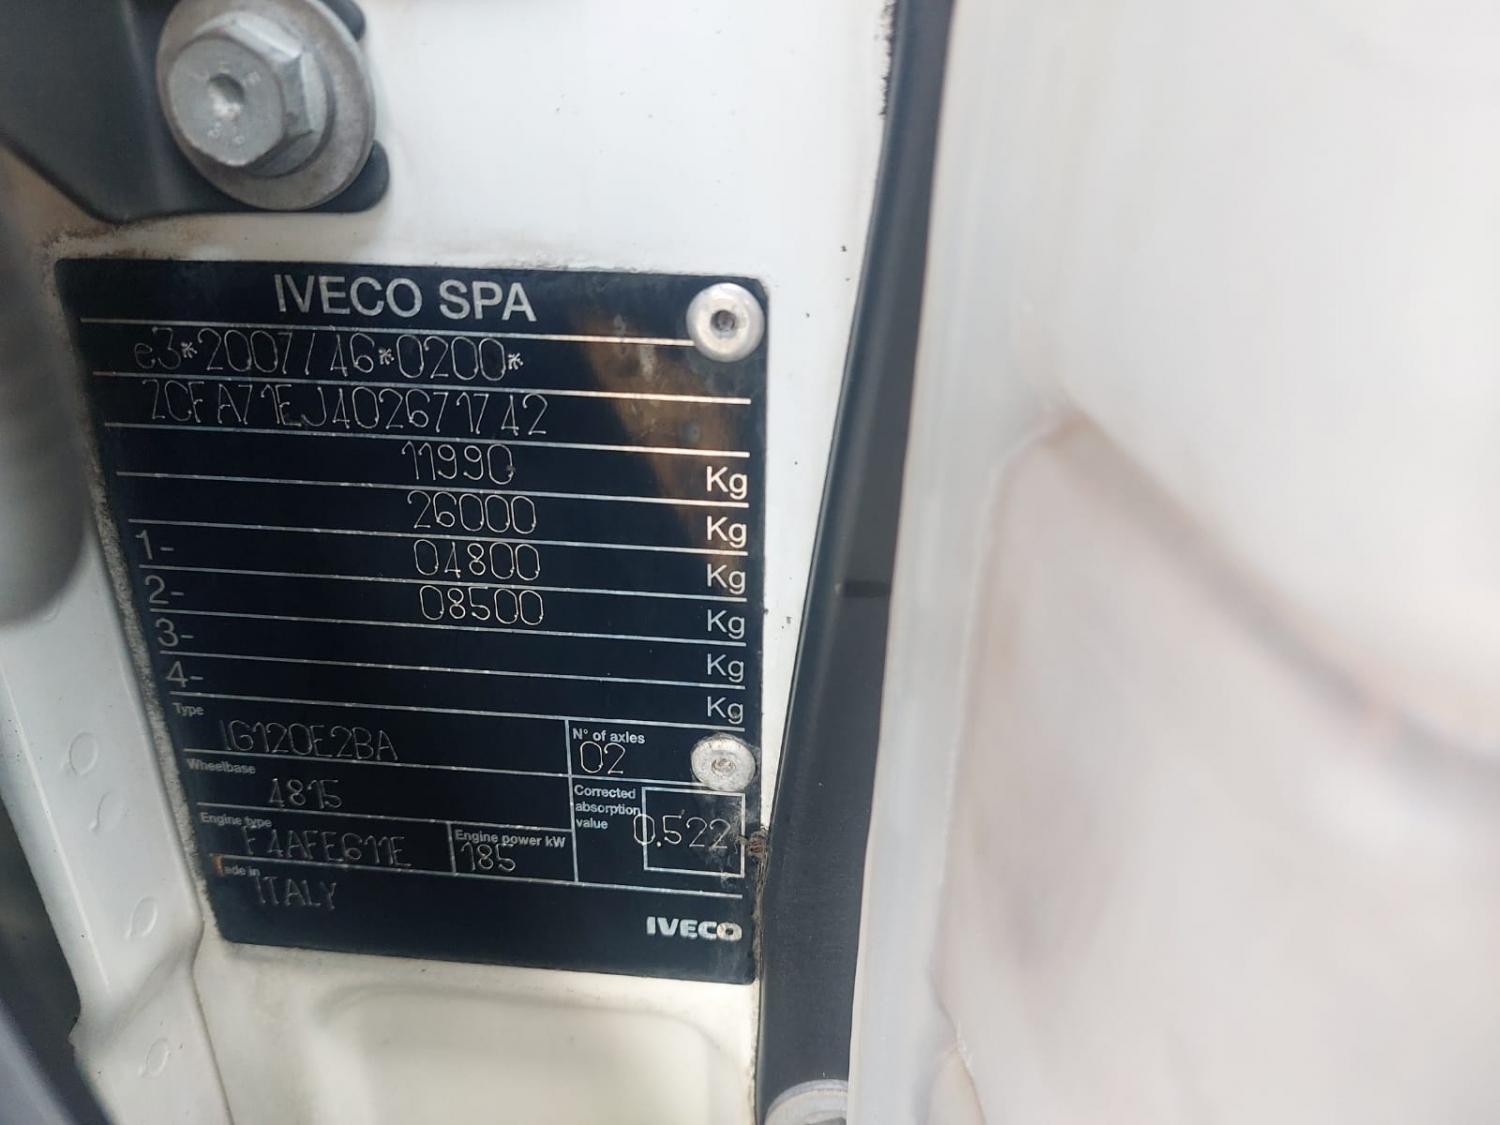 IVECO SPA
e3*2007/46*0200*
ZCFA71EJ402671742
11990 Kg
26000 Kg
1- 04800 Kg
2- 08500 Kg
3- Kg
4- Kg
Type
IG120E2BA
N° of axles
02
Wheelbase
4815
Corrected
absorption
value
0.522
Engine type
F4AFE611E
Engine power kW
185
Made in
ITALY
IVECO